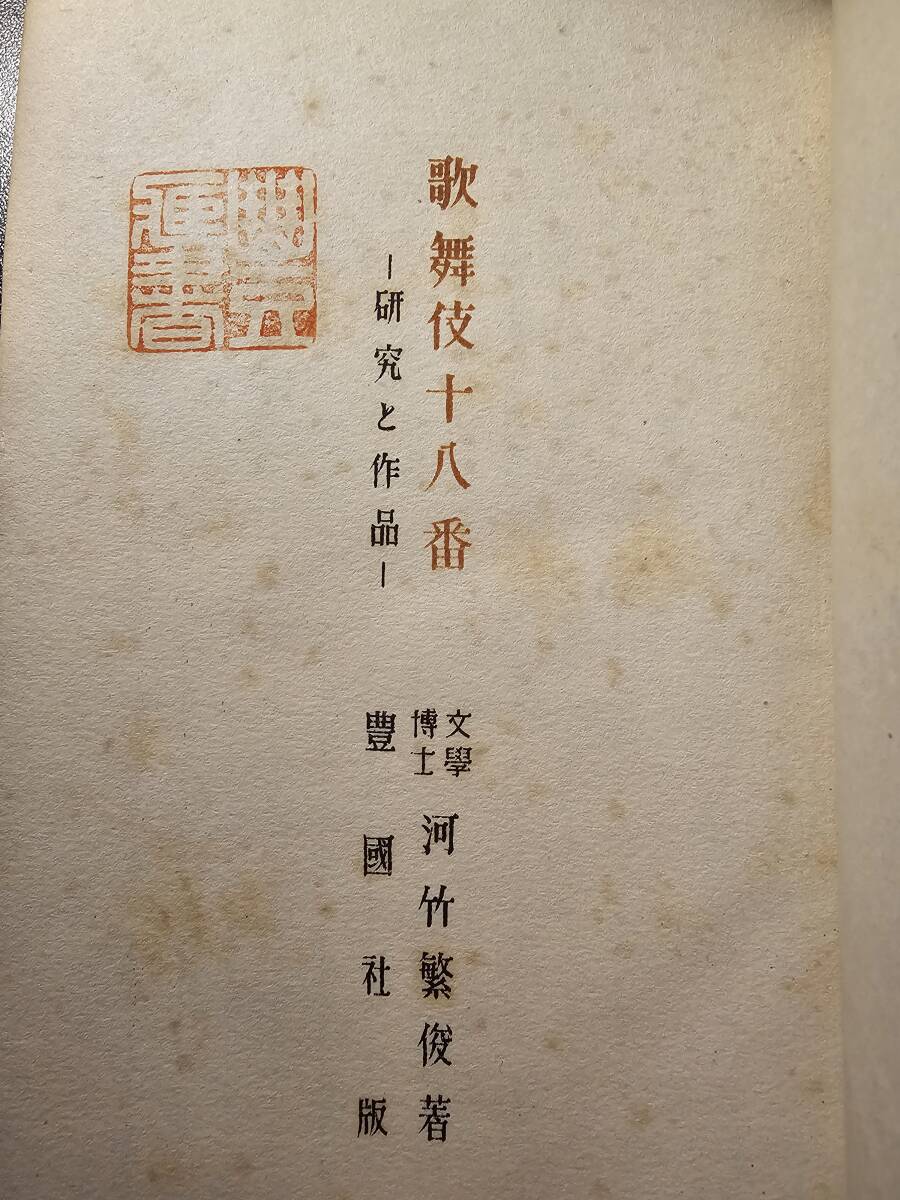 歌舞伎十八番
―研究と作品―
文學博士 河竹繁俊著
豊國社版